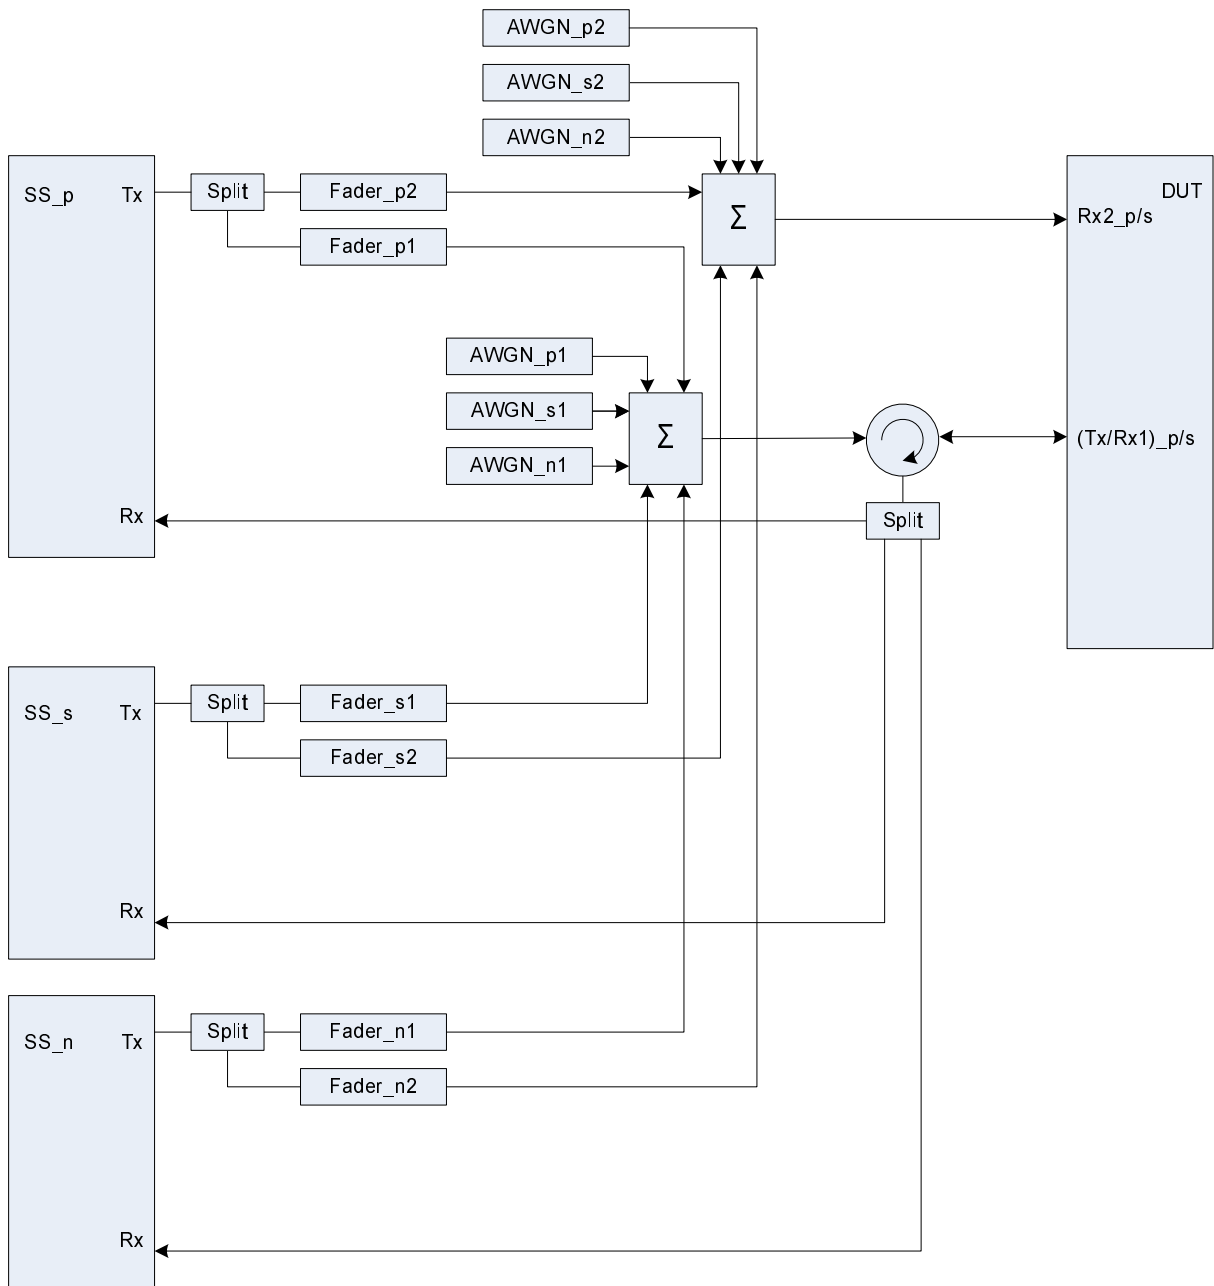 AWGN_p2
AWGN_s2
AWGN_n2
SS_p
Tx
Split
Fader_p2
Σ
DUT
Rx2_p/s
Fader_p1
AWGN_p1
AWGN_s1
Σ
(Tx/Rx1)_p/s
AWGN_n1
Rx
Split
SS_s
Tx
Split
Fader_s1
Fader_s2
Rx
SS_n
Tx
Split
Fader_n1
Fader_n2
Rx